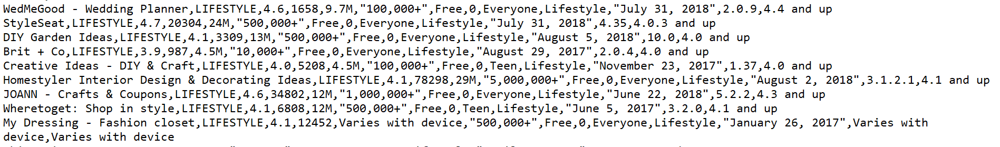 WedMeGood - Wedding Planner,LIFESTYLE,4.6,1658,9.7M,"100,000+",Free,0,Everyone,Lifestyle,"July 31, 2018",2.0.9,4.4 and up
StyleSeat,LIFESTYLE,4.7,20304,24M,"500,000+",Free,0,Everyone,Lifestyle,"July 31, 2018",4.35,4.0.3 and up
DIY Garden Ideas,LIFESTYLE,4.1,3309,13M,"500,000+",Free,0,Everyone,Lifestyle,"August 5, 2018",10.0,4.0 and up
Brit + Co,LIFESTYLE,3.9,987,4.5M,"10,000+",Free,0,Everyone,Lifestyle,"August 29, 2017",2.0.4,4.0 and up
Creative Ideas - DIY & Craft,LIFESTYLE,4.0,5208,4.5M,"100,000+",Free,0,Teen,Lifestyle,"November 23, 2017",1.37,4.0 and up
Homestyler Interior Design & Decorating Ideas,LIFESTYLE,4.1,78298,29M,"5,000,000+",Free,0,Everyone,Lifestyle,"August 2, 2018",3.1.2.1,4.1 and up
JOANN - Crafts & Coupons,LIFESTYLE,4.6,34802,12M,"1,000,000+",Free,0,Everyone,Lifestyle,"June 22, 2018",5.2.2,4.3 and up
Wheretoget: Shop in style,LIFESTYLE,4.1,6808,12M,"500,000+",Free,0,Teen,Lifestyle,"June 5, 2017",3.2.0,4.1 and up
My Dressing - Fashion closet,LIFESTYLE,4.1,12452,Varies with device,"500,000+",Free,0,Everyone,Lifestyle,"January 26, 2017",Varies with
device,Varies with device